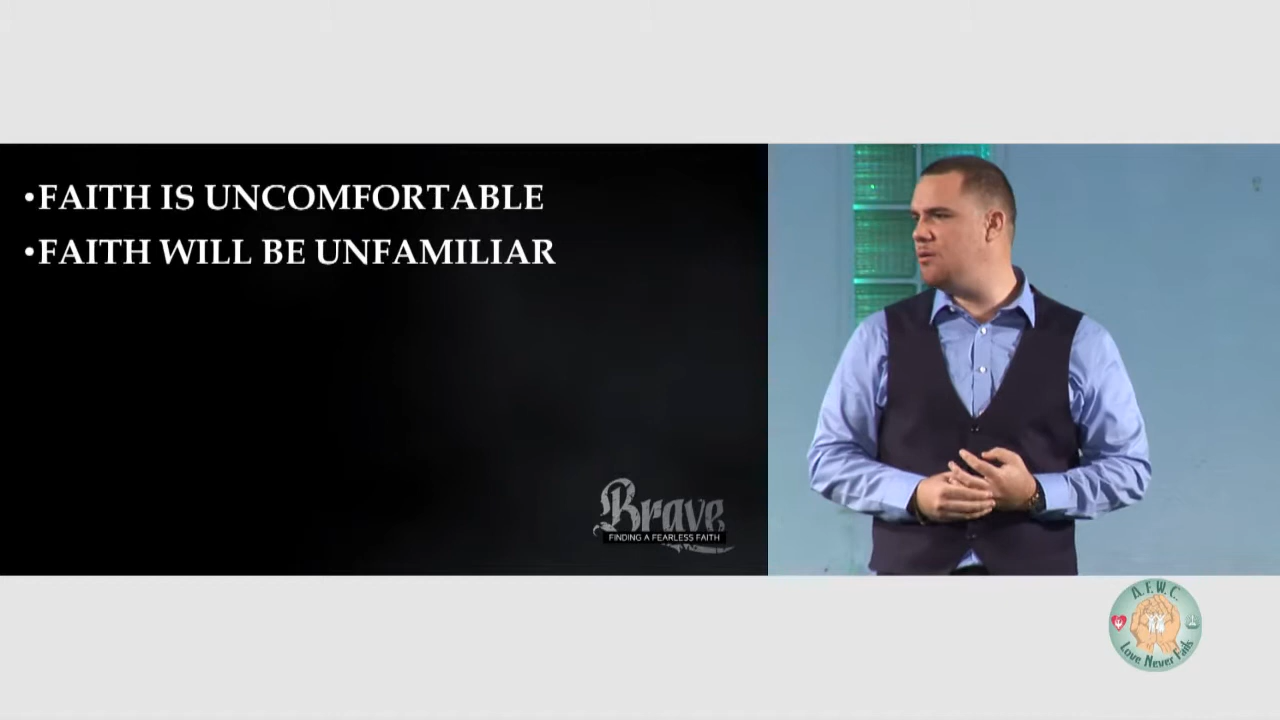 •FAITH IS UNCOMFORTABLE
•FAITH WILL BE UNFAMILIAR
Brave
FINDING A FEARLESS FAITH
A.F.W.C.
Love Never Fails